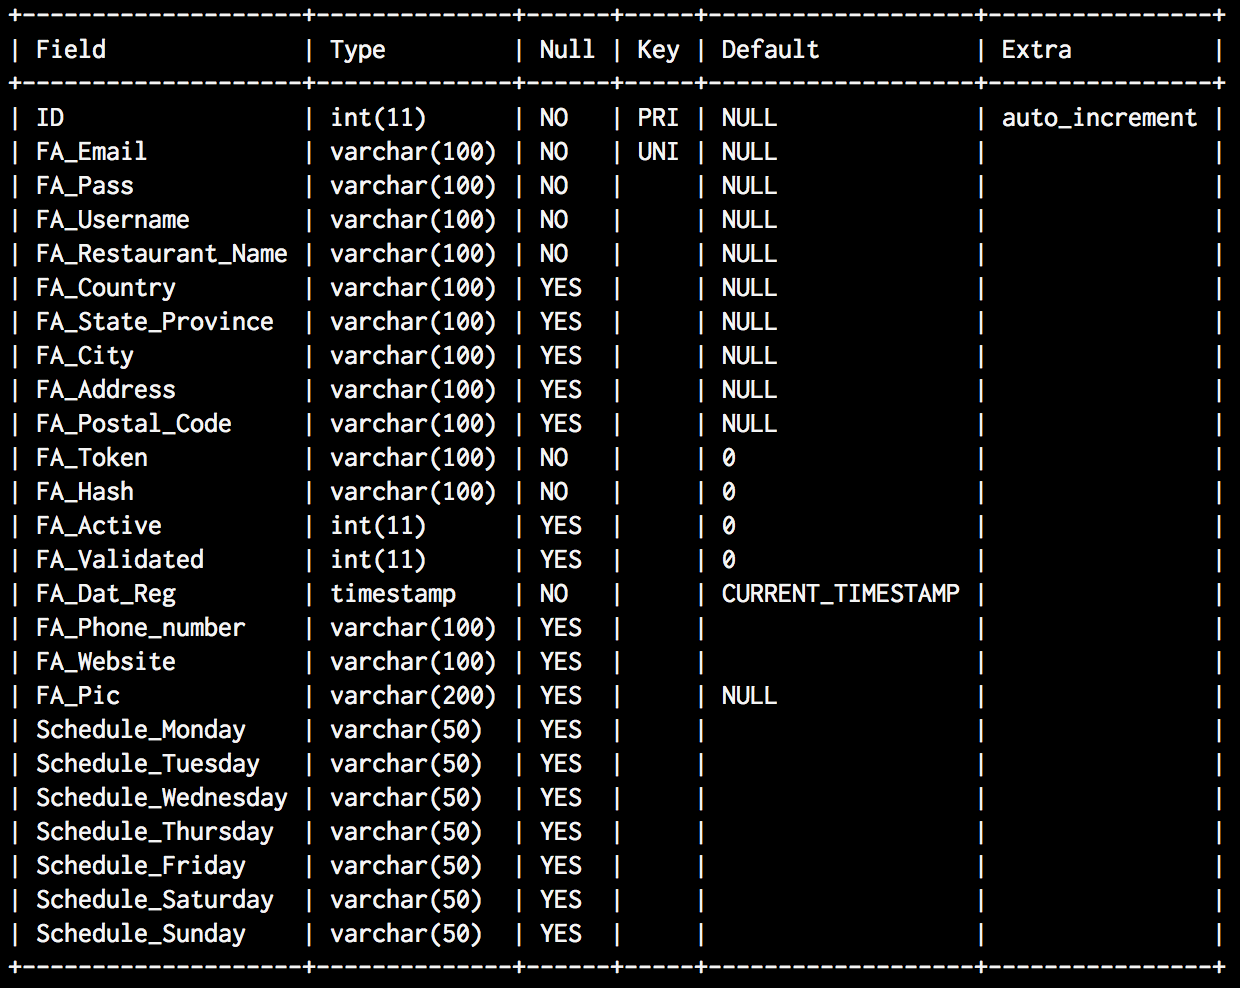 +--------------------+--------------+------+-----+-------------------+----------------+
| Field              | Type         | Null | Key | Default           | Extra          |
+--------------------+--------------+------+-----+-------------------+----------------+
| ID                 | int(11)      | NO   | PRI | NULL              | auto_increment |
| FA_Email           | varchar(100) | NO   | UNI | NULL              |                |
| FA_Pass            | varchar(100) | NO   |     | NULL              |                |
| FA_Username        | varchar(100) | NO   |     | NULL              |                |
| FA_Restaurant_Name | varchar(100) | NO   |     | NULL              |                |
| FA_Country         | varchar(100) | YES  |     | NULL              |                |
| FA_State_Province  | varchar(100) | YES  |     | NULL              |                |
| FA_City            | varchar(100) | YES  |     | NULL              |                |
| FA_Address         | varchar(100) | YES  |     | NULL              |                |
| FA_Postal_Code     | varchar(100) | YES  |     | NULL              |                |
| FA_Token           | varchar(100) | NO   |     | 0                 |                |
| FA_Hash            | varchar(100) | NO   |     | 0                 |                |
| FA_Active          | int(11)      | YES  |     | 0                 |                |
| FA_Validated       | int(11)      | YES  |     | 0                 |                |
| FA_Dat_Reg         | timestamp    | NO   |     | CURRENT_TIMESTAMP |                |
| FA_Phone_number    | varchar(100) | YES  |     |                   |                |
| FA_Website         | varchar(100) | YES  |     |                   |                |
| FA_Pic             | varchar(200) | YES  |     | NULL              |                |
| Schedule_Monday    | varchar(50)  | YES  |     |                   |                |
| Schedule_Tuesday   | varchar(50)  | YES  |     |                   |                |
| Schedule_Wednesday | varchar(50)  | YES  |     |                   |                |
| Schedule_Thursday  | varchar(50)  | YES  |     |                   |                |
| Schedule_Friday    | varchar(50)  | YES  |     |                   |                |
| Schedule_Saturday  | varchar(50)  | YES  |     |                   |                |
| Schedule_Sunday    | varchar(50)  | YES  |     |                   |                |
+--------------------+--------------+------+-----+-------------------+----------------+